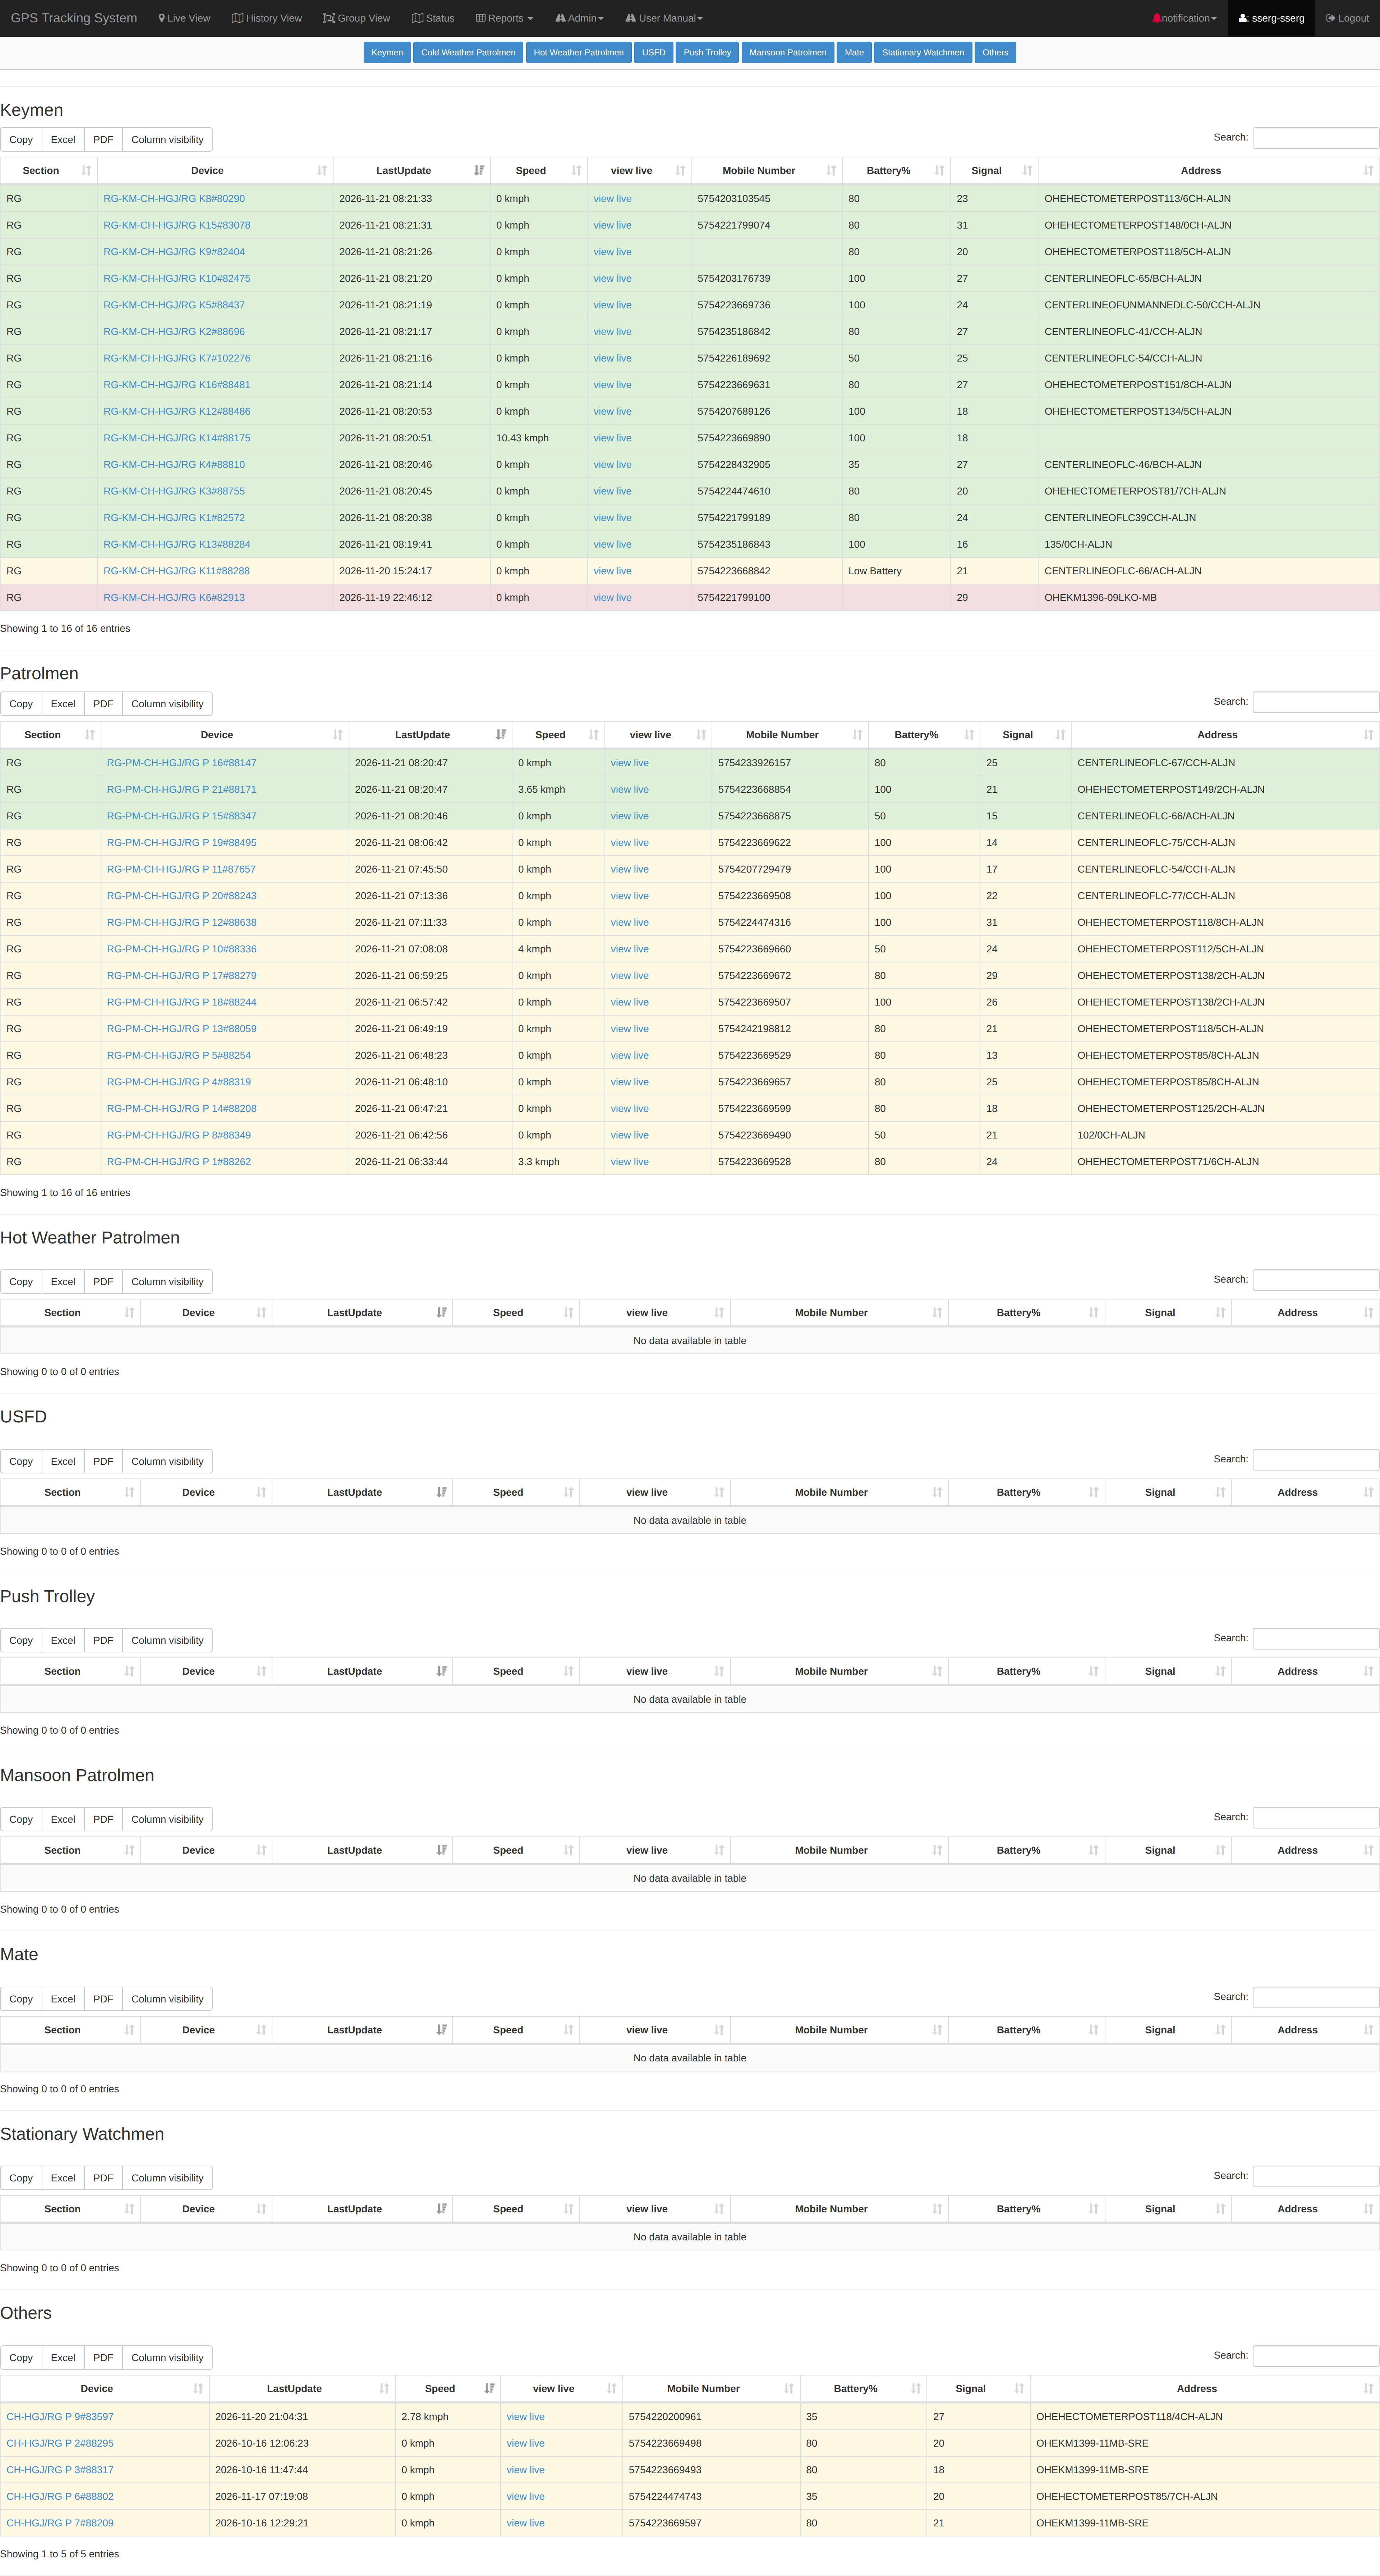 GPS Tracking System Live View History View Group View Status Reports Admin User Manual notification : sserg-sserg Logout
Keymen Cold Weather Patrolmen Hot Weather Patrolmen USFD Push Trolley Mansoon Patrolmen Mate Stationary Watchmen Others
Keymen
Copy Excel PDF Column visibility Search:
Section Device LastUpdate Speed view live Mobile Number Battery% Signal Address
RG RG-KM-CH-HGJ/RG K8#80290 2026-11-21 08:21:33 0 kmph view live 5754203103545 80 23 OHEHECTOMETERPOST113/6CH-ALJN
RG RG-KM-CH-HGJ/RG K15#83078 2026-11-21 08:21:31 0 kmph view live 5754221799074 80 31 OHEHECTOMETERPOST148/0CH-ALJN
RG RG-KM-CH-HGJ/RG K9#82404 2026-11-21 08:21:26 0 kmph view live 80 20 OHEHECTOMETERPOST118/5CH-ALJN
RG RG-KM-CH-HGJ/RG K10#82475 2026-11-21 08:21:20 0 kmph view live 5754203176739 100 27 CENTERLINEOFLC-65/BCH-ALJN
RG RG-KM-CH-HGJ/RG K5#88437 2026-11-21 08:21:19 0 kmph view live 5754223669736 100 24 CENTERLINEOFUNMANNEDLC-50/CCH-ALJN
RG RG-KM-CH-HGJ/RG K2#88696 2026-11-21 08:21:17 0 kmph view live 5754235186842 80 27 CENTERLINEOFLC-41/CCH-ALJN
RG RG-KM-CH-HGJ/RG K7#102276 2026-11-21 08:21:16 0 kmph view live 5754226189692 50 25 CENTERLINEOFLC-54/CCH-ALJN
RG RG-KM-CH-HGJ/RG K16#88481 2026-11-21 08:21:14 0 kmph view live 5754223669631 80 27 OHEHECTOMETERPOST151/8CH-ALJN
RG RG-KM-CH-HGJ/RG K12#88486 2026-11-21 08:20:53 0 kmph view live 5754207689126 100 18 OHEHECTOMETERPOST134/5CH-ALJN
RG RG-KM-CH-HGJ/RG K14#88175 2026-11-21 08:20:51 10.43 kmph view live 5754223669890 100 18
RG RG-KM-CH-HGJ/RG K4#88810 2026-11-21 08:20:46 0 kmph view live 5754228432905 35 27 CENTERLINEOFLC-46/BCH-ALJN
RG RG-KM-CH-HGJ/RG K3#88755 2026-11-21 08:20:45 0 kmph view live 5754224474610 80 20 OHEHECTOMETERPOST81/7CH-ALJN
RG RG-KM-CH-HGJ/RG K1#82572 2026-11-21 08:20:38 0 kmph view live 5754221799189 80 24 CENTERLINEOFLC39CCH-ALJN
RG RG-KM-CH-HGJ/RG K13#88284 2026-11-21 08:19:41 0 kmph view live 5754235186843 100 16 135/0CH-ALJN
RG RG-KM-CH-HGJ/RG K11#88288 2026-11-20 15:24:17 0 kmph view live 5754223668842 Low Battery 21 CENTERLINEOFLC-66/ACH-ALJN
RG RG-KM-CH-HGJ/RG K6#82913 2026-11-19 22:46:12 0 kmph view live 5754221799100 29 OHEKM1396-09LKO-MB
Showing 1 to 16 of 16 entries
Patrolmen
Copy Excel PDF Column visibility Search:
Section Device LastUpdate Speed view live Mobile Number Battery% Signal Address
RG RG-PM-CH-HGJ/RG P 16#88147 2026-11-21 08:20:47 0 kmph view live 5754233926157 80 25 CENTERLINEOFLC-67/CCH-ALJN
RG RG-PM-CH-HGJ/RG P 21#88171 2026-11-21 08:20:47 3.65 kmph view live 5754223668854 100 21 OHEHECTOMETERPOST149/2CH-ALJN
RG RG-PM-CH-HGJ/RG P 15#88347 2026-11-21 08:20:46 0 kmph view live 5754223668875 50 15 CENTERLINEOFLC-66/ACH-ALJN
RG RG-PM-CH-HGJ/RG P 19#88495 2026-11-21 08:06:42 0 kmph view live 5754223669622 100 14 CENTERLINEOFLC-75/CCH-ALJN
RG RG-PM-CH-HGJ/RG P 11#87657 2026-11-21 07:45:50 0 kmph view live 5754207729479 100 17 CENTERLINEOFLC-54/CCH-ALJN
RG RG-PM-CH-HGJ/RG P 20#88243 2026-11-21 07:13:36 0 kmph view live 5754223669508 100 22 CENTERLINEOFLC-77/CCH-ALJN
RG RG-PM-CH-HGJ/RG P 12#88638 2026-11-21 07:11:33 0 kmph view live 5754224474316 100 31 OHEHECTOMETERPOST118/8CH-ALJN
RG RG-PM-CH-HGJ/RG P 10#88336 2026-11-21 07:08:08 4 kmph view live 5754223669660 50 24 OHEHECTOMETERPOST112/5CH-ALJN
RG RG-PM-CH-HGJ/RG P 17#88279 2026-11-21 06:59:25 0 kmph view live 5754223669672 80 29 OHEHECTOMETERPOST138/2CH-ALJN
RG RG-PM-CH-HGJ/RG P 18#88244 2026-11-21 06:57:42 0 kmph view live 5754223669507 100 26 OHEHECTOMETERPOST138/2CH-ALJN
RG RG-PM-CH-HGJ/RG P 13#88059 2026-11-21 06:49:19 0 kmph view live 5754242198812 80 21 OHEHECTOMETERPOST118/5CH-ALJN
RG RG-PM-CH-HGJ/RG P 5#88254 2026-11-21 06:48:23 0 kmph view live 5754223669529 80 13 OHEHECTOMETERPOST85/8CH-ALJN
RG RG-PM-CH-HGJ/RG P 4#88319 2026-11-21 06:48:10 0 kmph view live 5754223669657 80 25 OHEHECTOMETERPOST85/8CH-ALJN
RG RG-PM-CH-HGJ/RG P 14#88208 2026-11-21 06:47:21 0 kmph view live 5754223669599 80 18 OHEHECTOMETERPOST125/2CH-ALJN
RG RG-PM-CH-HGJ/RG P 8#88349 2026-11-21 06:42:56 0 kmph view live 5754223669490 50 21 102/0CH-ALJN
RG RG-PM-CH-HGJ/RG P 1#88262 2026-11-21 06:33:44 3.3 kmph view live 5754223669528 80 24 OHEHECTOMETERPOST71/6CH-ALJN
Showing 1 to 16 of 16 entries
Hot Weather Patrolmen
Copy Excel PDF Column visibility Search:
Section Device LastUpdate Speed view live Mobile Number Battery% Signal Address
No data available in table
Showing 0 to 0 of 0 entries
USFD
Copy Excel PDF Column visibility Search:
Section Device LastUpdate Speed view live Mobile Number Battery% Signal Address
No data available in table
Showing 0 to 0 of 0 entries
Push Trolley
Copy Excel PDF Column visibility Search:
Section Device LastUpdate Speed view live Mobile Number Battery% Signal Address
No data available in table
Showing 0 to 0 of 0 entries
Mansoon Patrolmen
Copy Excel PDF Column visibility Search:
Section Device LastUpdate Speed view live Mobile Number Battery% Signal Address
No data available in table
Showing 0 to 0 of 0 entries
Mate
Copy Excel PDF Column visibility Search:
Section Device LastUpdate Speed view live Mobile Number Battery% Signal Address
No data available in table
Showing 0 to 0 of 0 entries
Stationary Watchmen
Copy Excel PDF Column visibility Search:
Section Device LastUpdate Speed view live Mobile Number Battery% Signal Address
No data available in table
Showing 0 to 0 of 0 entries
Others
Copy Excel PDF Column visibility Search:
Device LastUpdate Speed view live Mobile Number Battery% Signal Address
CH-HGJ/RG P 9#83597 2026-11-20 21:04:31 2.78 kmph view live 5754220200961 35 27 OHEHECTOMETERPOST118/4CH-ALJN
CH-HGJ/RG P 2#88295 2026-10-16 12:06:23 0 kmph view live 5754223669498 80 20 OHEKM1399-11MB-SRE
CH-HGJ/RG P 3#88317 2026-10-16 11:47:44 0 kmph view live 5754223669493 80 18 OHEKM1399-11MB-SRE
CH-HGJ/RG P 6#88802 2026-11-17 07:19:08 0 kmph view live 5754224474743 35 20 OHEHECTOMETERPOST85/7CH-ALJN
CH-HGJ/RG P 7#88209 2026-10-16 12:29:21 0 kmph view live 5754223669597 80 21 OHEKM1399-11MB-SRE
Showing 1 to 5 of 5 entries